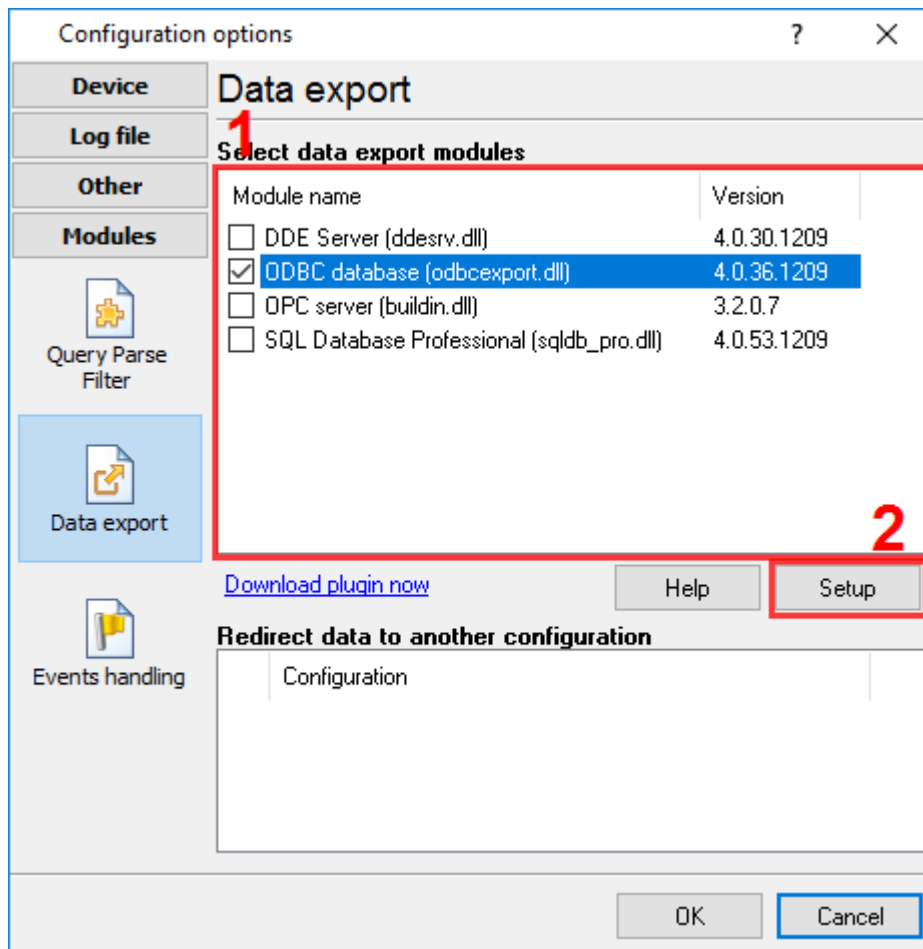 Configuration options ?
Device
Log file
Other
Modules
Query Parse
Filter
Data export
Events handling
Data export
1
Select data export modules
Module name Version
DDE Server (ddesrv.dll) 4.0.30.1209
ODBC database (odbcexport.dll) 4.0.36.1209
OPC server (buildin.dll) 3.2.0.7
SQL Database Professional (sqldb_pro.dll) 4.0.53.1209
2
Download plugin now Help Setup
Redirect data to another configuration
Configuration
OK Cancel